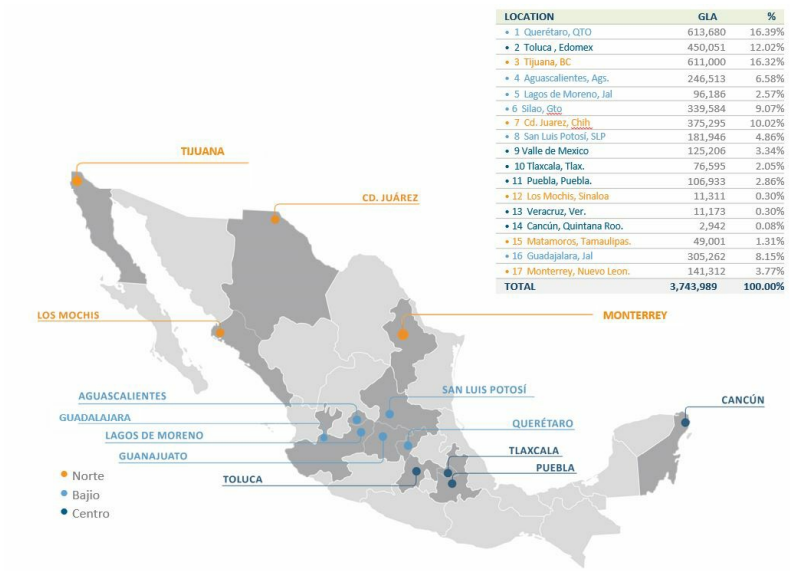 LOCATION GLA %
• 1 Querétaro, QTO 613,680 16.39%
• 2 Toluca , Edomex 450,051 12.02%
• 3 Tijuana, BC 611,000 16.32%
• 4 Aguascalientes, Ags. 246,513 6.58%
• 5 Lagos de Moreno, Jal 96,186 2.57%
• 6 Silao, Gto 339,584 9.07%
• 7 Cd. Juarez, Chih 375,295 10.02%
• 8 San Luis Potosí, SLP 181,946 4.86%
• 9 Valle de Mexico 125,206 3.34%
• 10 Tlaxcala, Tlax. 76,595 2.05%
• 11 Puebla, Puebla. 106,933 2.86%
• 12 Los Mochis, Sinaloa 11,311 0.30%
• 13 Veracruz, Ver. 11,173 0.30%
• 14 Cancún, Quintana Roo. 2,942 0.08%
• 15 Matamoros, Tamaulipas. 49,001 1.31%
• 16 Guadalajara, Jal 305,262 8.15%
• 17 Monterrey, Nuevo Leon. 141,312 3.77%
TOTAL 3,743,989 100.00%
TIJUANA
CD. JUÁREZ
LOS MOCHIS
MONTERREY
AGUASCALIENTES
SAN LUIS POTOSÍ
CANCÚN
GUADALAJARA
QUERÉTARO
LAGOS DE MORENO
GUANAJUATO
TLAXCALA
PUEBLA
TOLUCA
Norte
Bajio
Centro